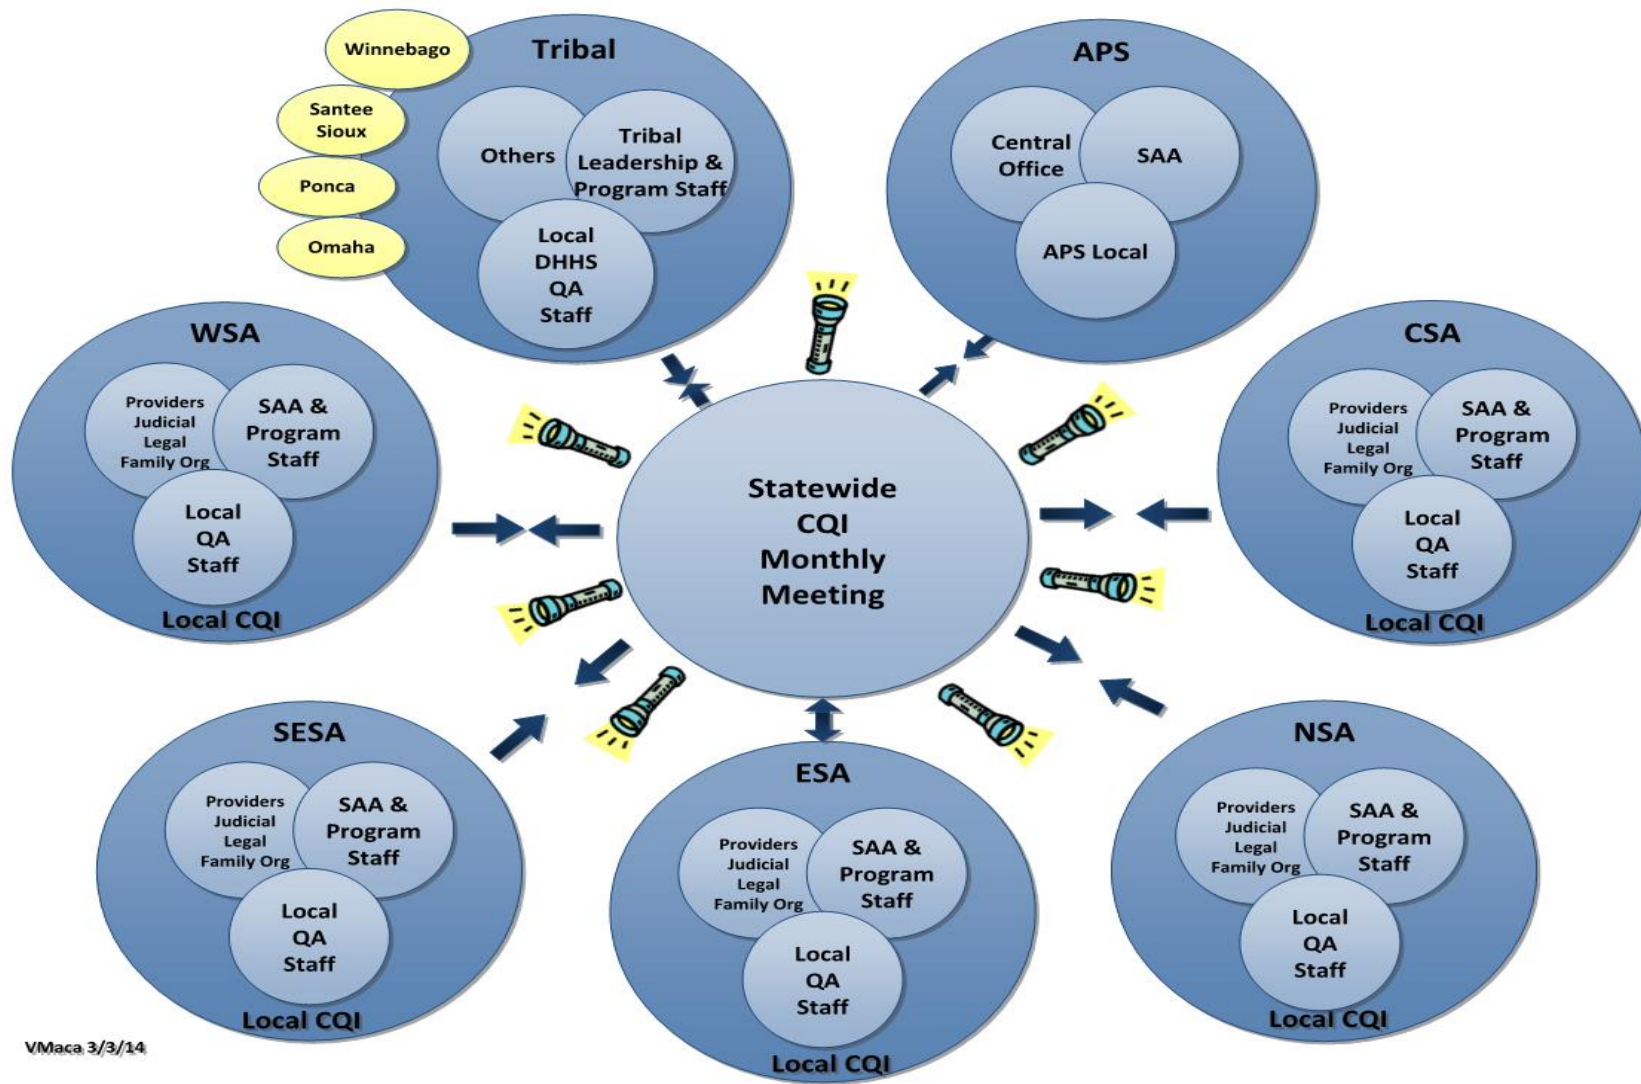 Winnebago
Santee
Sioux
Ponca
Omaha
Tribal
Others
Tribal
Leadership &
Program Staff
Local
DHHS
QA
Staff
APS
Central
Office
SAA
APS Local
WSA
Providers
Judicial
Legal
Family Org
SAA &
Program
Staff
Local
QA
Staff
Local CQI
Statewide
CQI
Monthly
Meeting
CSA
Providers
Judicial
Legal
Family Org
SAA &
Program
Staff
Local
QA
Staff
Local CQI
SESA
Providers
Judicial
Legal
Family Org
SAA &
Program
Staff
Local
QA
Staff
Local CQI
ESA
Providers
Judicial
Legal
Family Org
SAA &
Program
Staff
Local
QA
Staff
Local CQI
NSA
Providers
Judicial
Legal
Family Org
SAA &
Program
Staff
Local
QA
Staff
Local CQI
VMaca 3/3/14